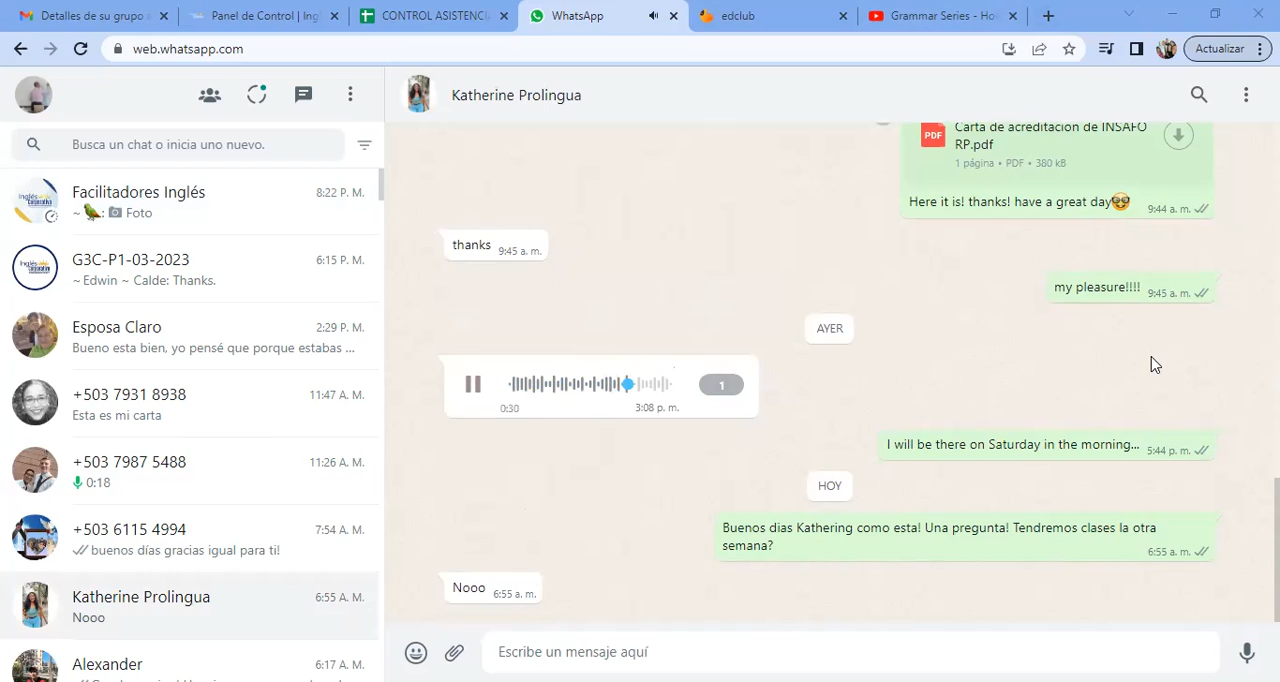 Detalles de su grupo
Panel de Control | Ing
CONTROL ASISTENCI
WhatsApp
edclub
Grammar Series - Ho
web.whatsapp.com
Actualizar
Katherine Prolingua
Busca un chat o inicia uno nuevo.
Facilitadores Inglés
8:22 P. M.
~ Foto
G3C-P1-03-2023
6:15 P. M.
~ Edwin ~ Calde: Thanks.
Esposa Claro
2:29 P. M.
Bueno esta bien, yo pensé que porque estabas ...
+503 7931 8938
11:47 A. M.
Esta es mi carta
+503 7987 5488
11:26 A. M.
0:18
+503 6115 4994
7:54 A. M.
buenos días gracias igual para ti!
Katherine Prolingua
6:55 A. M.
Nooo
Alexander
6:17 A. M.
PDF
Carta de acreditación de INSAFO
RP.pdf
1 página • PDF • 380 kB
Here it is! thanks! have a great day🤓
9:44 a. m.
thanks
9:45 a. m.
my pleasure!!!!
9:45 a. m.
AYER
1
0:30
3:08 p. m.
I will be there on Saturday in the morning...
5:44 p. m.
HOY
Buenos dias Kathering como esta! Una pregunta! Tendremos clases la otra
semana?
6:55 a. m.
Nooo
6:55 a. m.
Escribe un mensaje aquí